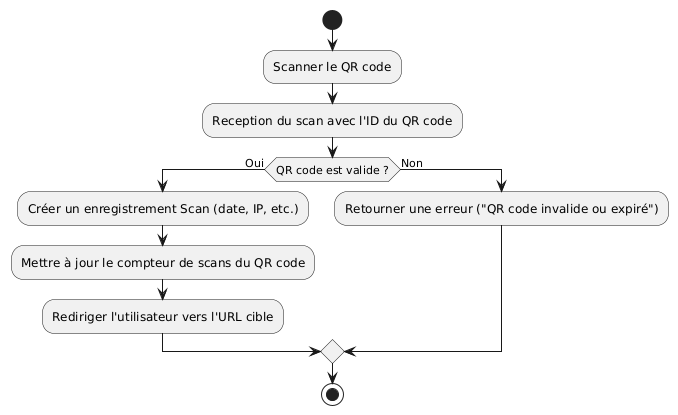 Scanner le QR code
Reception du scan avec l'ID du QR code
Oui
QR code est valide ?
Non
Créer un enregistrement Scan (date, IP, etc.)
Retourner une erreur ("QR code invalide ou expiré")
Mettre à jour le compteur de scans du QR code
Rediriger l'utilisateur vers l'URL cible